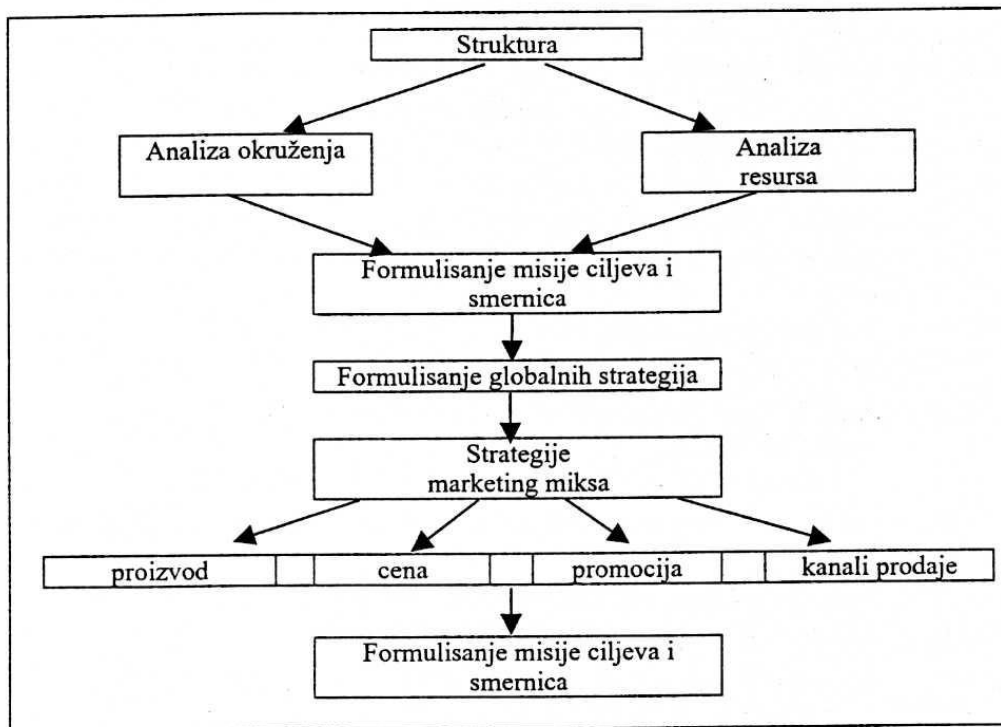 Struktura
Analiza okruženja
Analiza
resursa
Formulisanje misije ciljeva i
smernica
Formulisanje globalnih strategija
Strategije
marketing miksa
proizvod
cena
promocija
kanali prodaje
Formulisanje misije ciljeva i
smernica